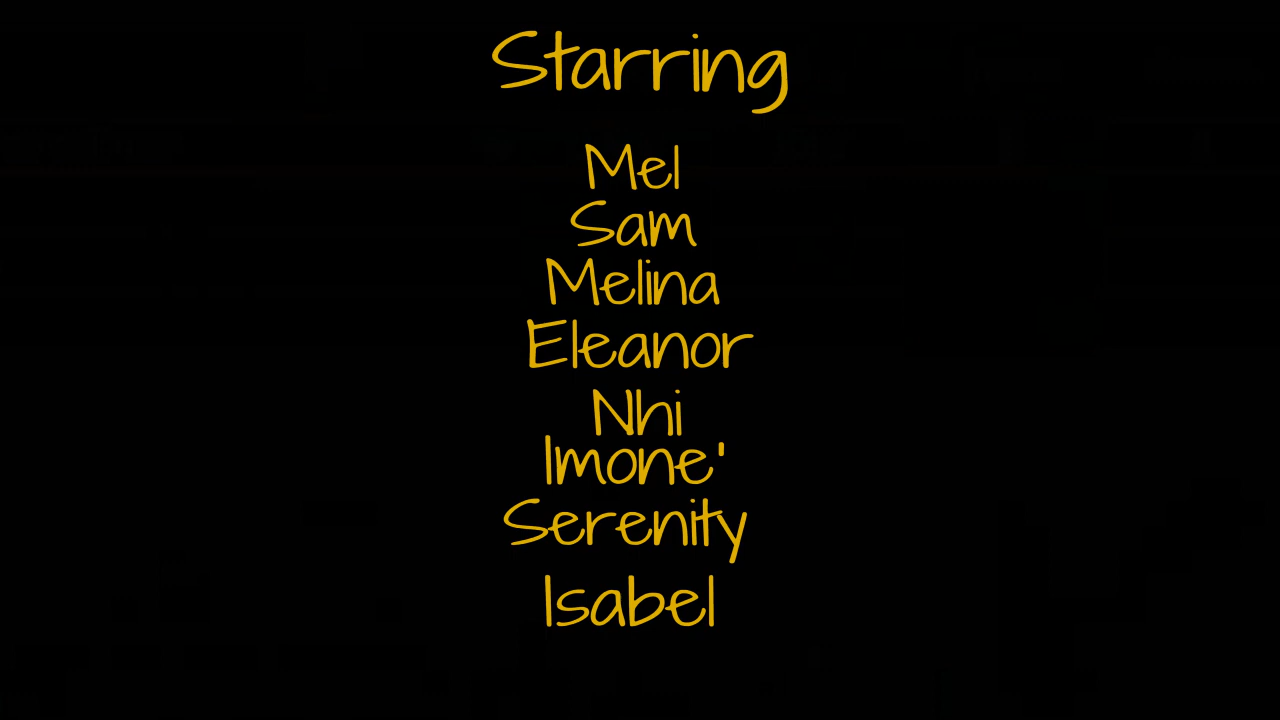 Starring
Mel
Sam
Melina
Eleanor
Nhi
Imone'
Serenity
Isabel